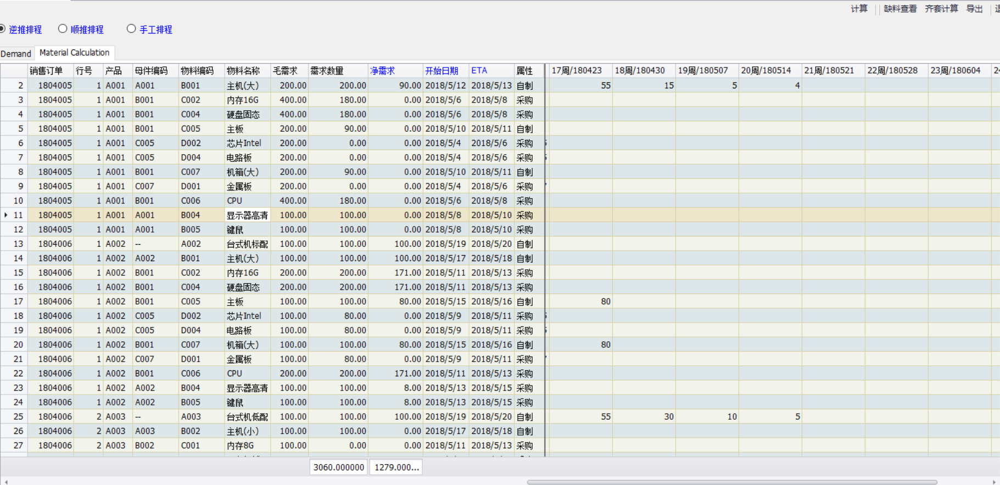 计算 缺料查看 齐套计算 导出
逆推排程 顺推排程 手工排程
Demand Material Calculation
销售订单 行号 产品 母件编码 物料编码 物料名称 毛需求 需求数量 净需求 开始日期 ETA 属性 17周/180423 18周/180430 19周/180507 20周/180514 21周/180521 22周/180528 23周/180604
2 1804005 1 A001 A001 B001 主机(大) 200.00 200.00 90.00 2018/5/12 2018/5/13 自制 55 15 5 4
3 1804005 1 A001 B001 C002 内存16G 400.00 180.00 0.00 2018/5/6 2018/5/8 采购
4 1804005 1 A001 B001 C004 硬盘固态 400.00 180.00 0.00 2018/5/6 2018/5/8 采购
5 1804005 1 A001 B001 C005 主板 200.00 90.00 0.00 2018/5/10 2018/5/11 自制
6 1804005 1 A001 C005 D002 芯片Intel 200.00 0.00 0.00 2018/5/4 2018/5/6 采购
7 1804005 1 A001 C005 D004 电路板 200.00 0.00 0.00 2018/5/4 2018/5/6 采购
8 1804005 1 A001 B001 C007 机箱(大) 200.00 90.00 0.00 2018/5/10 2018/5/11 自制
9 1804005 1 A001 C007 D001 金属板 200.00 0.00 0.00 2018/5/4 2018/5/6 采购
10 1804005 1 A001 B001 C006 CPU 400.00 180.00 0.00 2018/5/6 2018/5/8 采购
11 1804005 1 A001 A001 B004 显示器高清 100.00 100.00 0.00 2018/5/8 2018/5/10 采购
12 1804005 1 A001 A001 B005 键鼠 100.00 100.00 0.00 2018/5/8 2018/5/10 采购
13 1804006 1 A002 -- A002 台式机标配 100.00 100.00 100.00 2018/5/19 2018/5/20 自制
14 1804006 1 A002 A002 B001 主机(大) 100.00 100.00 100.00 2018/5/17 2018/5/18 自制
15 1804006 1 A002 B001 C002 内存16G 200.00 200.00 171.00 2018/5/11 2018/5/13 采购
16 1804006 1 A002 B001 C004 硬盘固态 200.00 200.00 171.00 2018/5/11 2018/5/13 采购
17 1804006 1 A002 B001 C005 主板 100.00 100.00 80.00 2018/5/15 2018/5/16 自制 80
18 1804006 1 A002 C005 D002 芯片Intel 100.00 80.00 0.00 2018/5/9 2018/5/11 采购
19 1804006 1 A002 C005 D004 电路板 100.00 80.00 0.00 2018/5/9 2018/5/11 采购
20 1804006 1 A002 B001 C007 机箱(大) 100.00 100.00 80.00 2018/5/15 2018/5/16 自制 80
21 1804006 1 A002 C007 D001 金属板 100.00 80.00 0.00 2018/5/9 2018/5/11 采购
22 1804006 1 A002 B001 C006 CPU 200.00 200.00 171.00 2018/5/11 2018/5/13 采购
23 1804006 1 A002 A002 B004 显示器高清 100.00 100.00 8.00 2018/5/13 2018/5/15 采购
24 1804006 1 A002 A002 B005 键鼠 100.00 100.00 8.00 2018/5/13 2018/5/15 采购
25 1804006 2 A003 -- A003 台式机低配 100.00 100.00 100.00 2018/5/19 2018/5/20 自制 55 30 10 5
26 1804006 2 A003 A003 B002 主机(小) 100.00 100.00 0.00 2018/5/17 2018/5/18 自制
27 1804006 2 A003 B002 C001 内存8G 100.00 0.00 0.00 2018/5/11 2018/5/13 采购
3060.000000 1279.000...